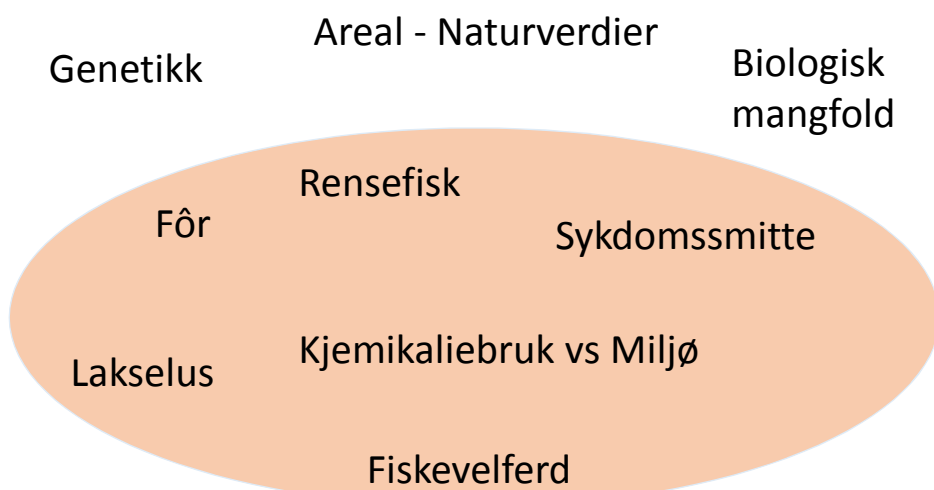 Areal - Naturverdier
Genetikk
Biologisk
mangfold
Rensefisk
Fôr
Sykdomssmitte
Kjemikaliebruk vs Miljø
Lakselus
Fiskevelferd